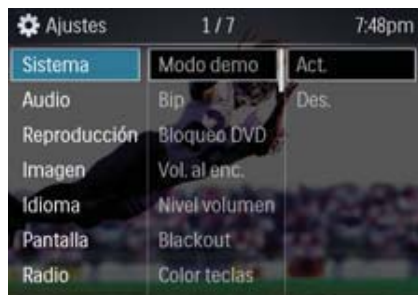 Ajustes 1/7 7:48pm
Sistema Modo demo Act.
Audio Bip Des.
Reproducción Bloqueo DVD
Imagen Vol. al enc.
Idioma Nivel volumen
Pantalla Blackout
Radio Color teclas